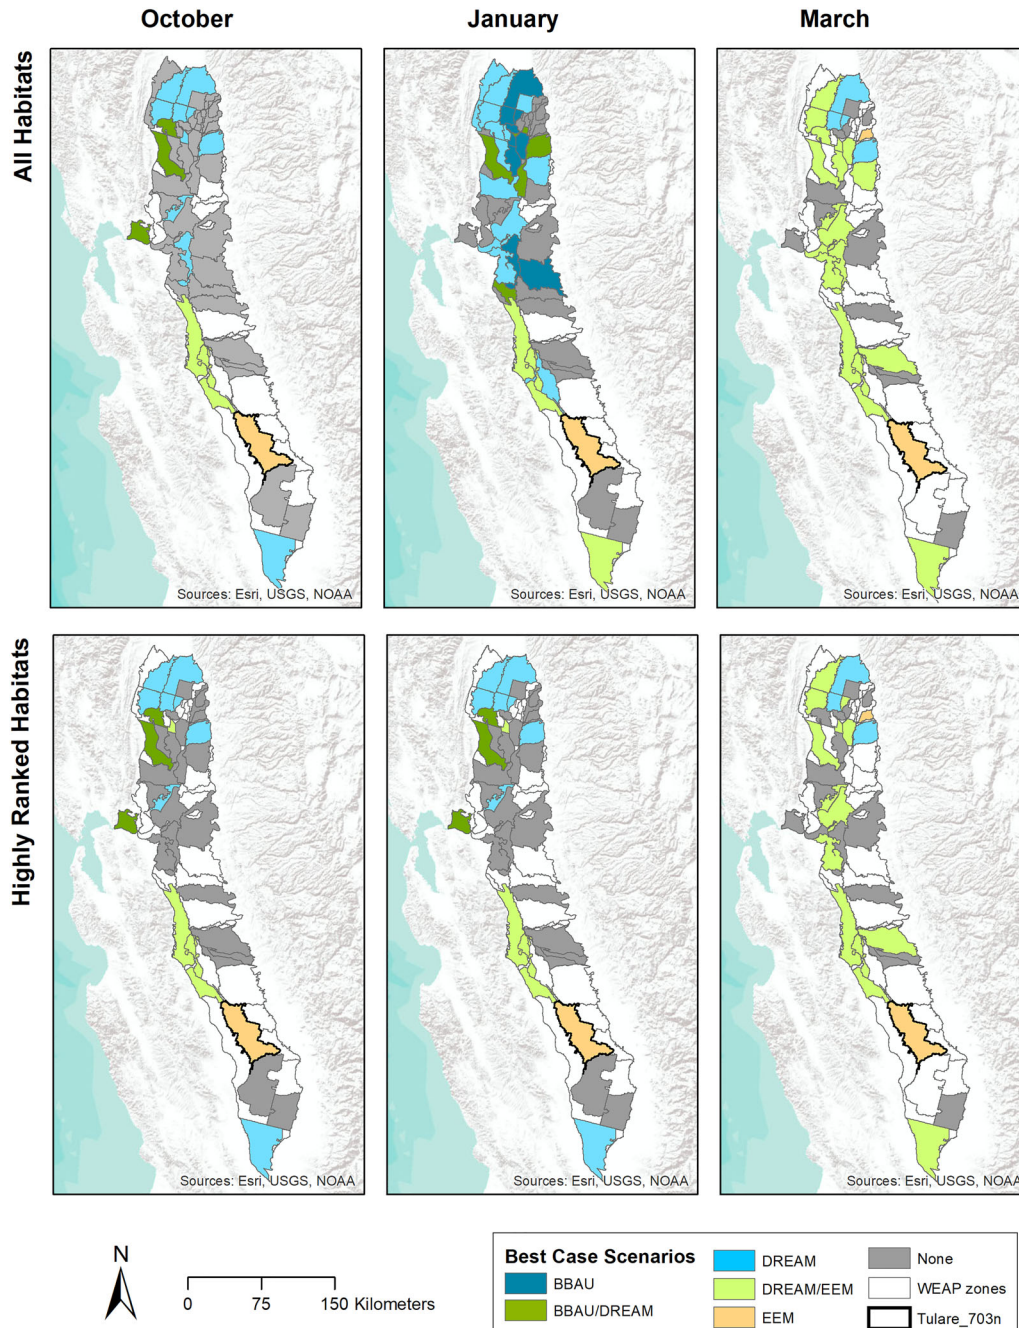 October January March
All Habitats
Sources: Esri, USGS, NOAA
Sources: Esri, USGS, NOAA
Sources: Esri, USGS, NOAA
Highly Ranked Habitats
Sources: Esri, USGS, NOAA
Sources: Esri, USGS, NOAA
Sources: Esri, USGS, NOAA
N
0 75 150 Kilometers
Best Case Scenarios
BBAU
BBAU/DREAM
DREAM
DREAM/EEM
EEM
None
WEAP zones
Tulare_703n